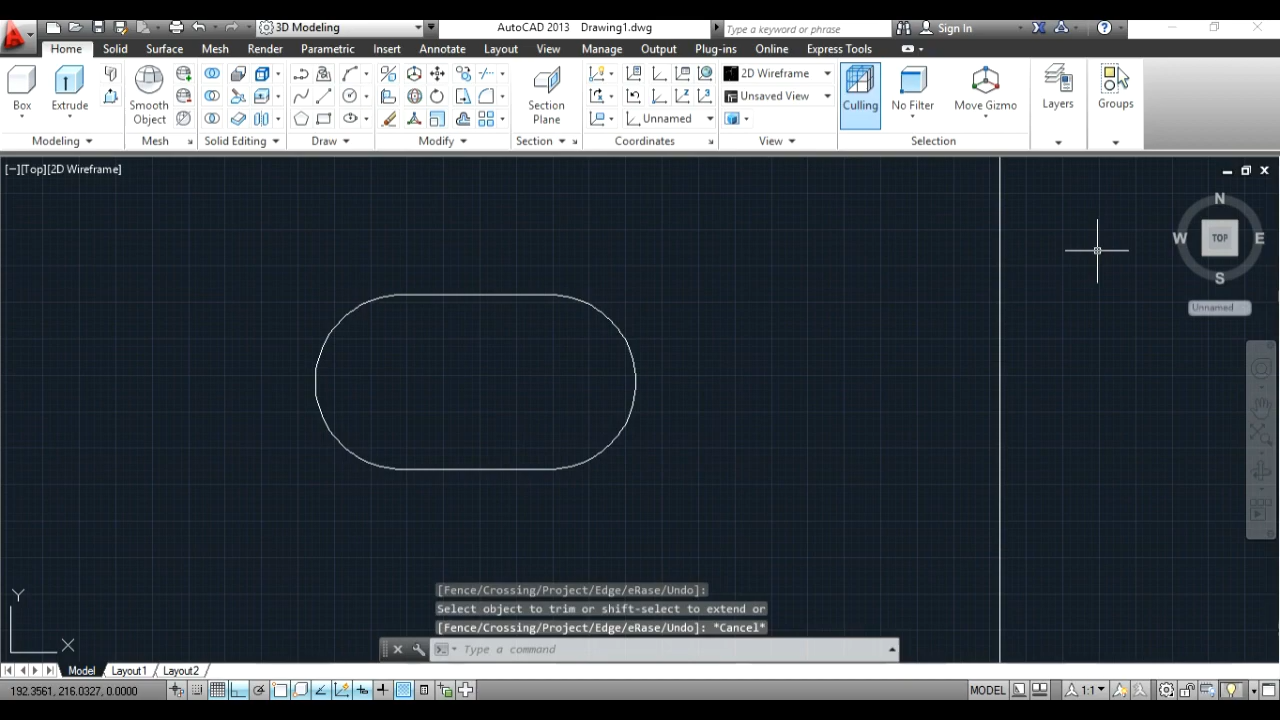 3D Modeling AutoCAD 2013 Drawing1.dwg Type a keyword or phrase Sign In
Home Solid Surface Mesh Render Parametric Insert Annotate Layout View Manage Output Plug-ins Online Express Tools
2D Wireframe
Unsaved View
Unnamed
Box Extrude Smooth Object Section Plane Culling No Filter Move Gizmo Layers Groups
Modeling Mesh Solid Editing Draw Modify Section Coordinates View Selection
[−][Top][2D Wireframe]
N
W TOP E
S
Unnamed
[Fence/Crossing/Project/Edge/eRase/Undo]:
Select object to trim or shift-select to extend or
[Fence/Crossing/Project/Edge/eRase/Undo]: *Cancel*
Type a command
Y
X
Model Layout1 Layout2
192.3561, 216.0327, 0.0000 MODEL 1:1